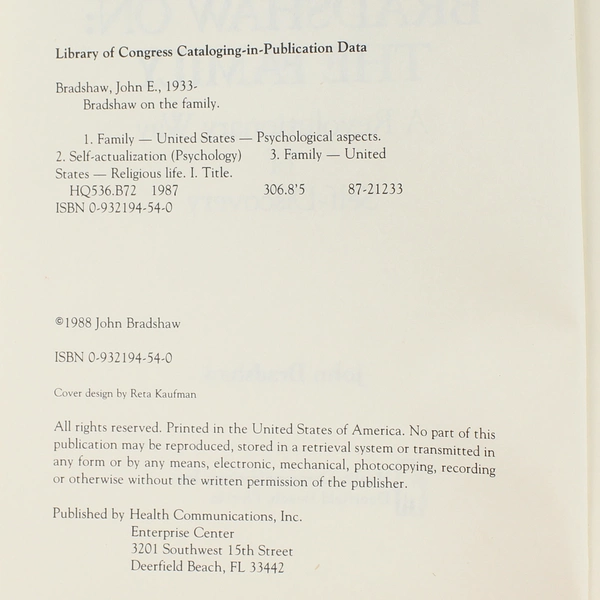 Library of Congress Cataloging-in-Publication Data
Bradshaw, John E., 1933-
Bradshaw on the family.
1. Family — United States — Psychological aspects.
2. Self-actualization (Psychology) 3. Family — United
States — Religious life. I. Title.
HQ536.B72 1987 306.8'5 87-21233
ISBN 0-932194-54-0
©1988 John Bradshaw
ISBN 0-932194-54-0
Cover design by Reta Kaufman
All rights reserved. Printed in the United States of America. No part of this
publication may be reproduced, stored in a retrieval system or transmitted in
any form or by any means, electronic, mechanical, photocopying, recording
or otherwise without the written permission of the publisher.
Published by Health Communications, Inc.
Enterprise Center
3201 Southwest 15th Street
Deerfield Beach, FL 33442